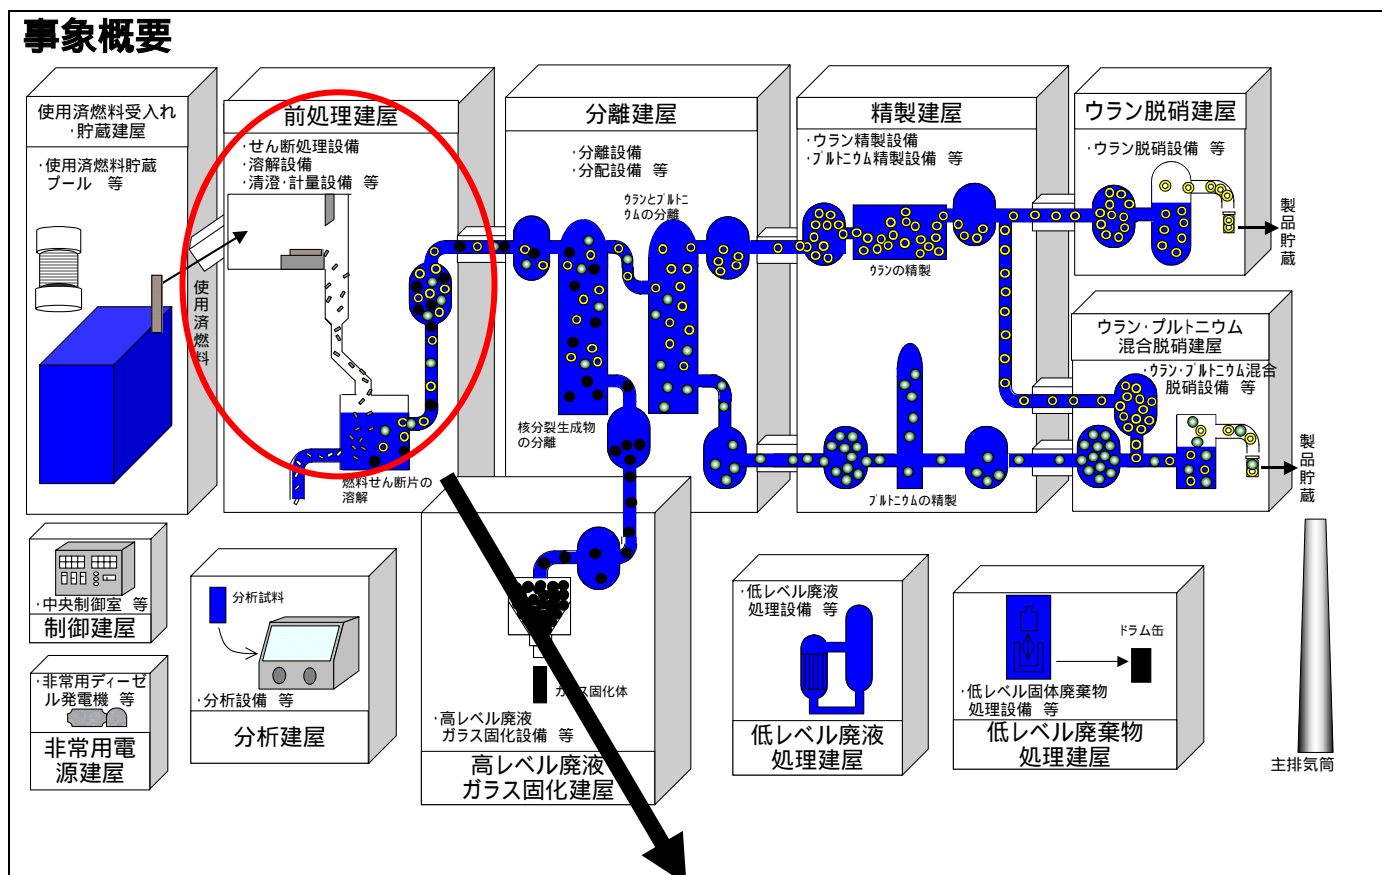 事象概要
使用済燃料受入れ
・貯蔵建屋
・使用済燃料貯蔵
プール 等
使用済燃料
前処理建屋
・せん断処理設備
・溶解設備
・清澄・計量設備 等
燃料せん断片の
溶解
分離建屋
・分離設備
・分配設備 等
ウランとプルトニ
ウムの分離
核分裂生成物
の分離
精製建屋
・ウラン精製設備
・プルトニウム精製設備 等
ウランの精製
プルトニウムの精製
ウラン脱硝建屋
・ウラン脱硝設備 等
製品貯蔵
ウラン・プルトニウム
混合脱硝建屋
・ウラン・プルトニウム混合
脱硝設備 等
製品貯蔵
・中央制御室 等
制御建屋
・非常用ディーゼ
ル発電機 等
非常用電
源建屋
分析試料
・分析設備 等
分析建屋
ガラス固化体
・高レベル廃液
ガラス固化設備 等
高レベル廃液
ガラス固化建屋
・低レベル廃液
処理設備 等
低レベル廃液
処理建屋
ドラム缶
・低レベル固体廃棄物
処理設備 等
低レベル廃棄物
処理建屋
主排気筒